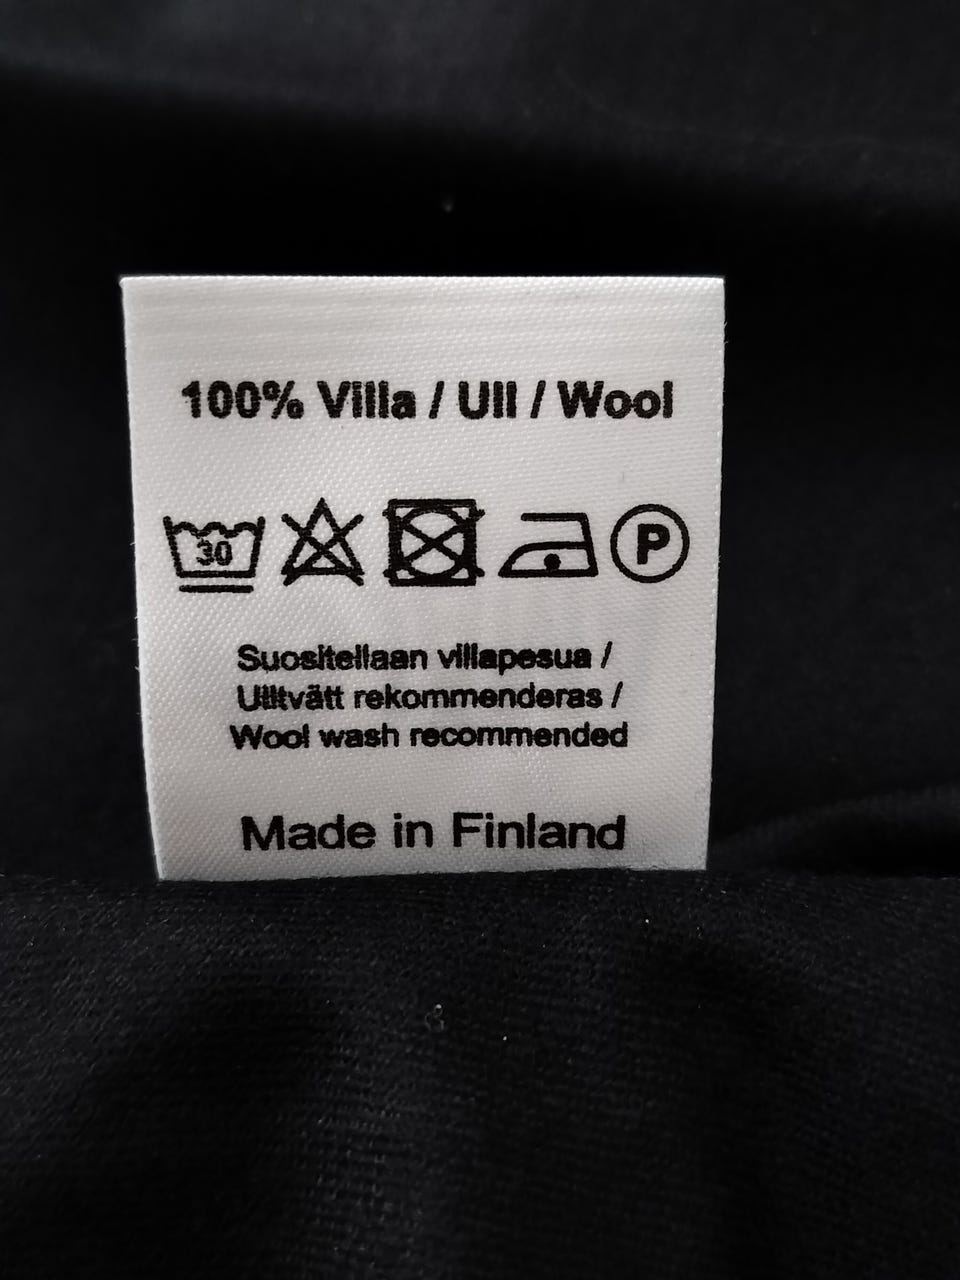 100% Villa / Ull / Wool
30
P
Suositellaan villapesua /
Ulltvätt rekommenderas /
Wool wash recommended
Made in Finland